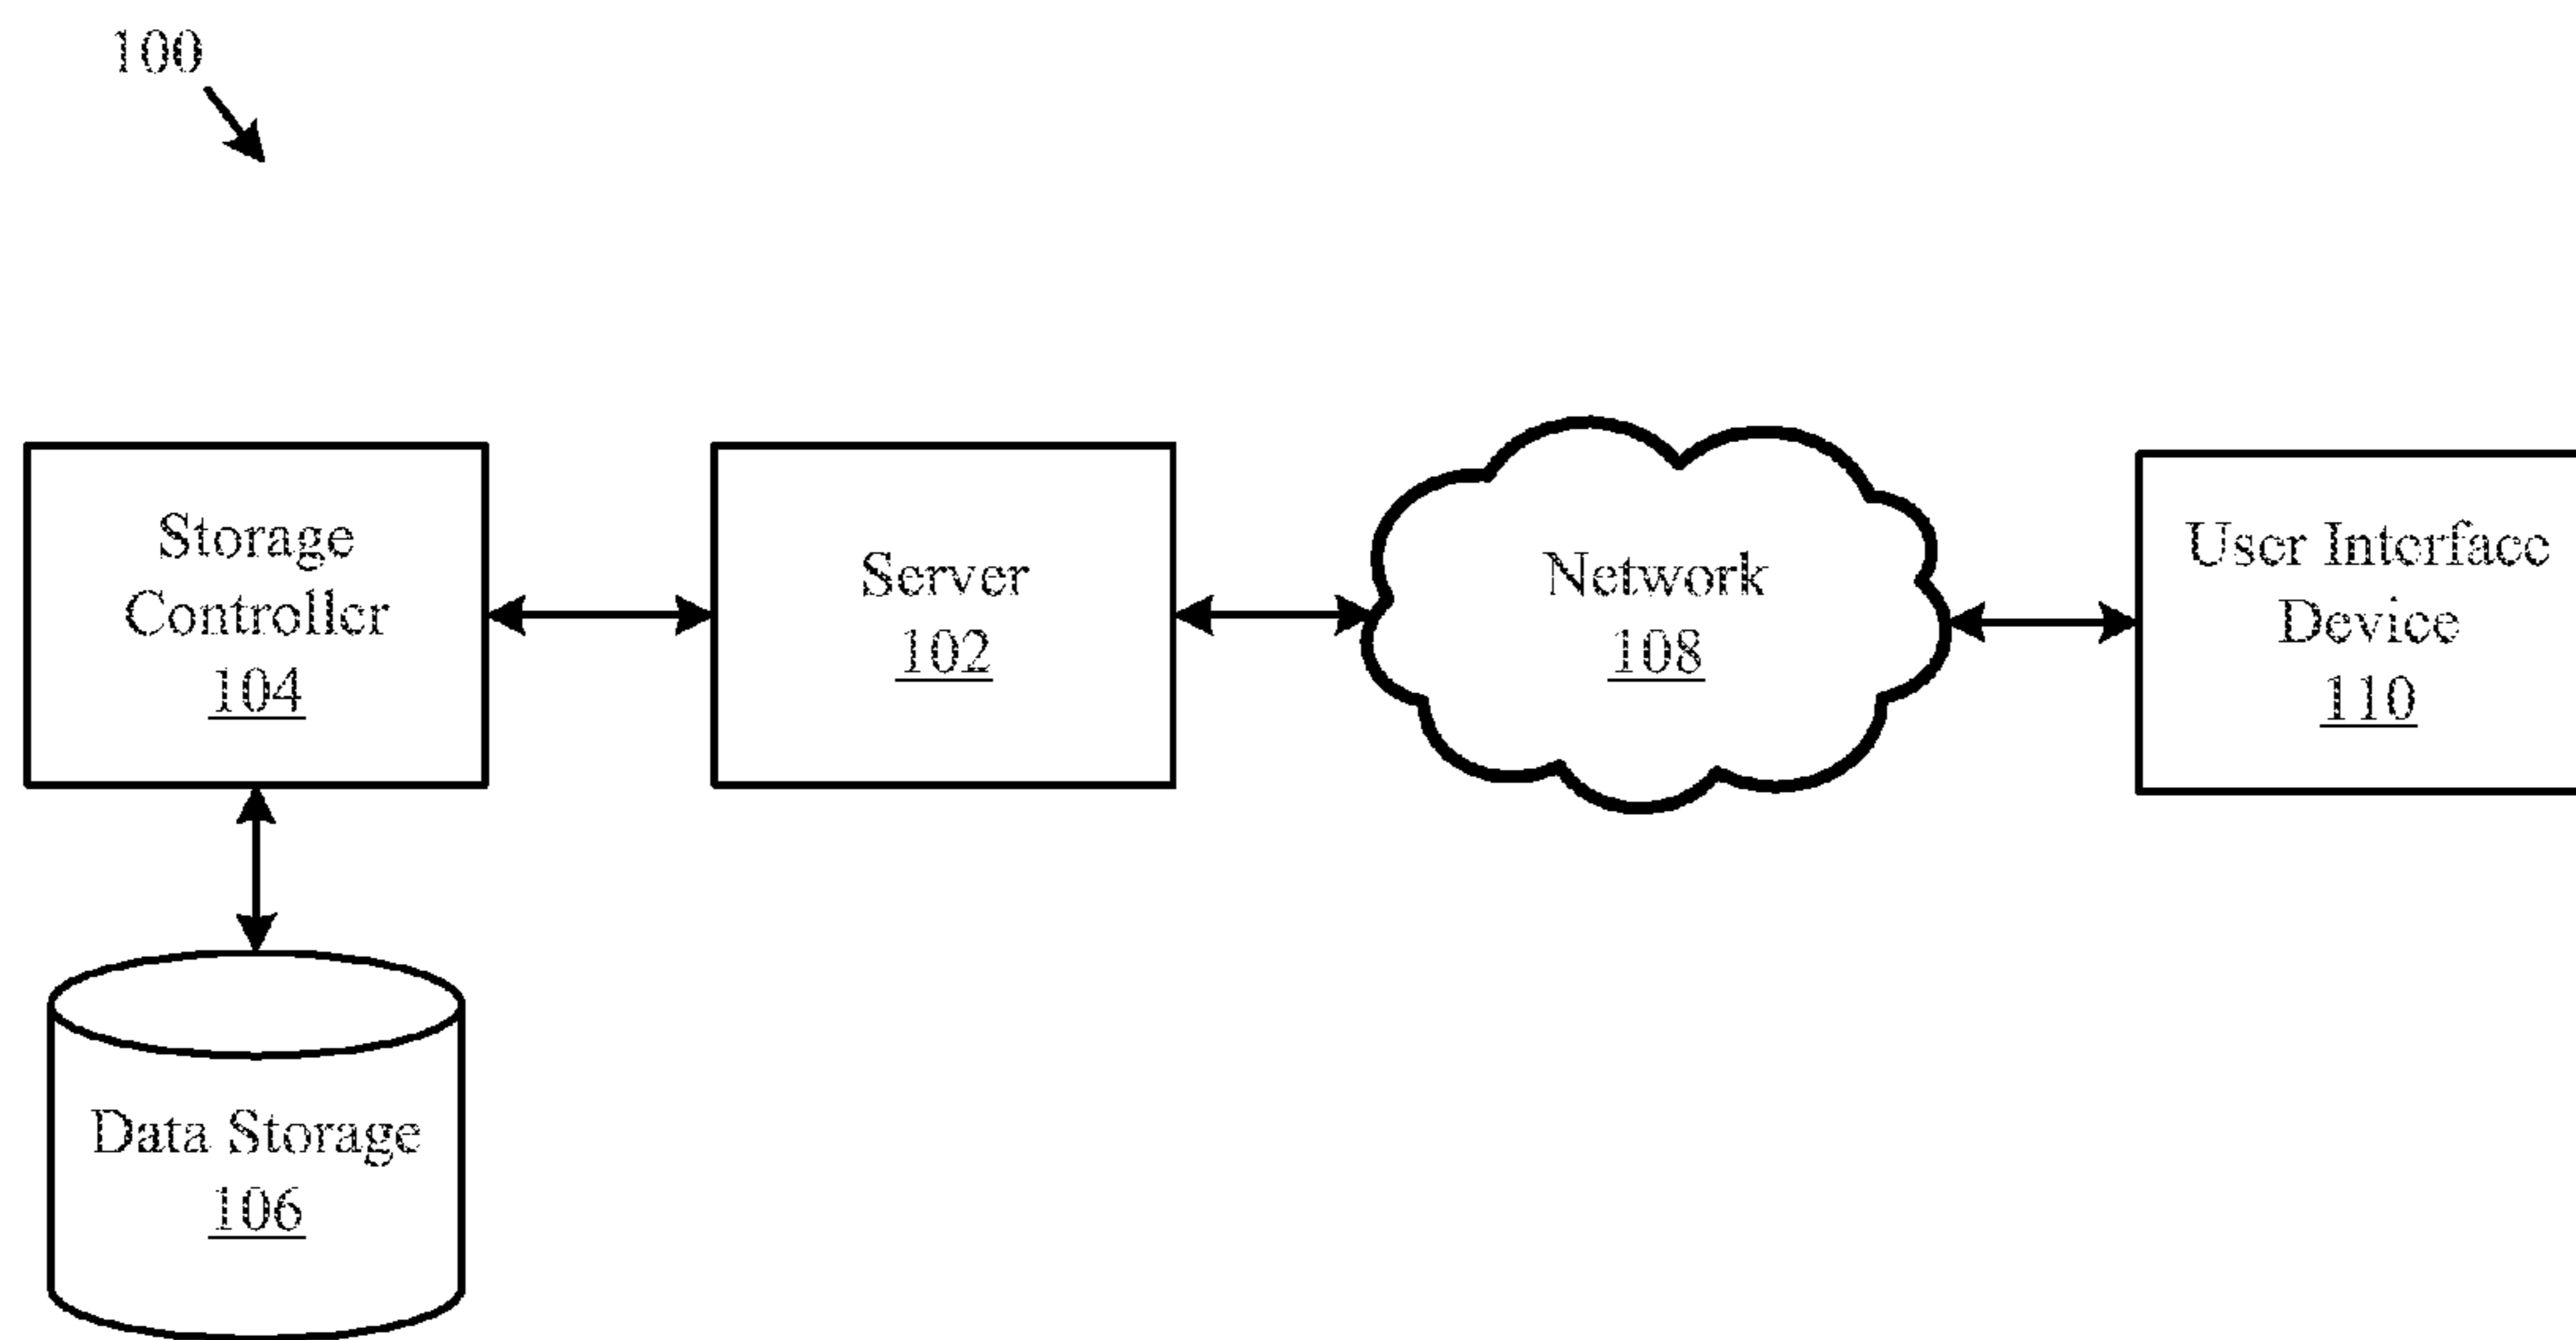 100
Storage
Controller
104
Server
102
Network
108
User Interface
Device
110
Data Storage
106